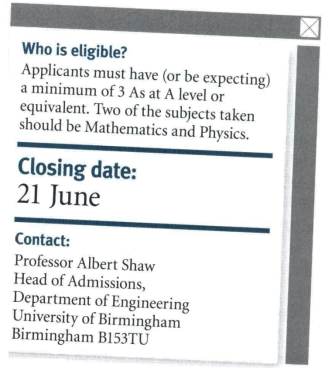 Who is eligible?
Applicants must have (or be expecting)
a minimum of 3 As at A level or
equivalent. Two of the subjects taken
should be Mathematics and Physics.
Closing date:
21 June
Contact:
Professor Albert Shaw
Head of Admissions,
Department of Engineering
University of Birmingham
Birmingham B153TU